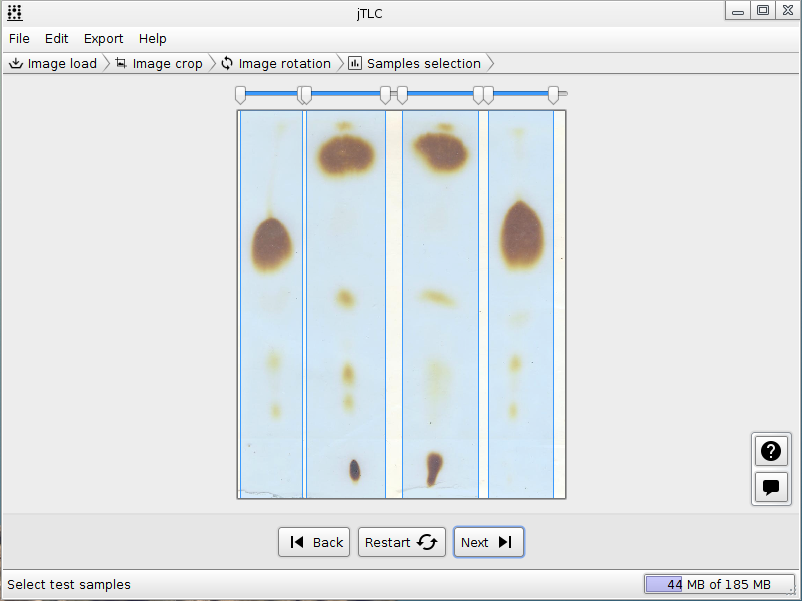 jTLC
File Edit Export Help
Image load Image crop Image rotation Samples selection
Back Restart Next
Select test samples
44 MB of 185 MB